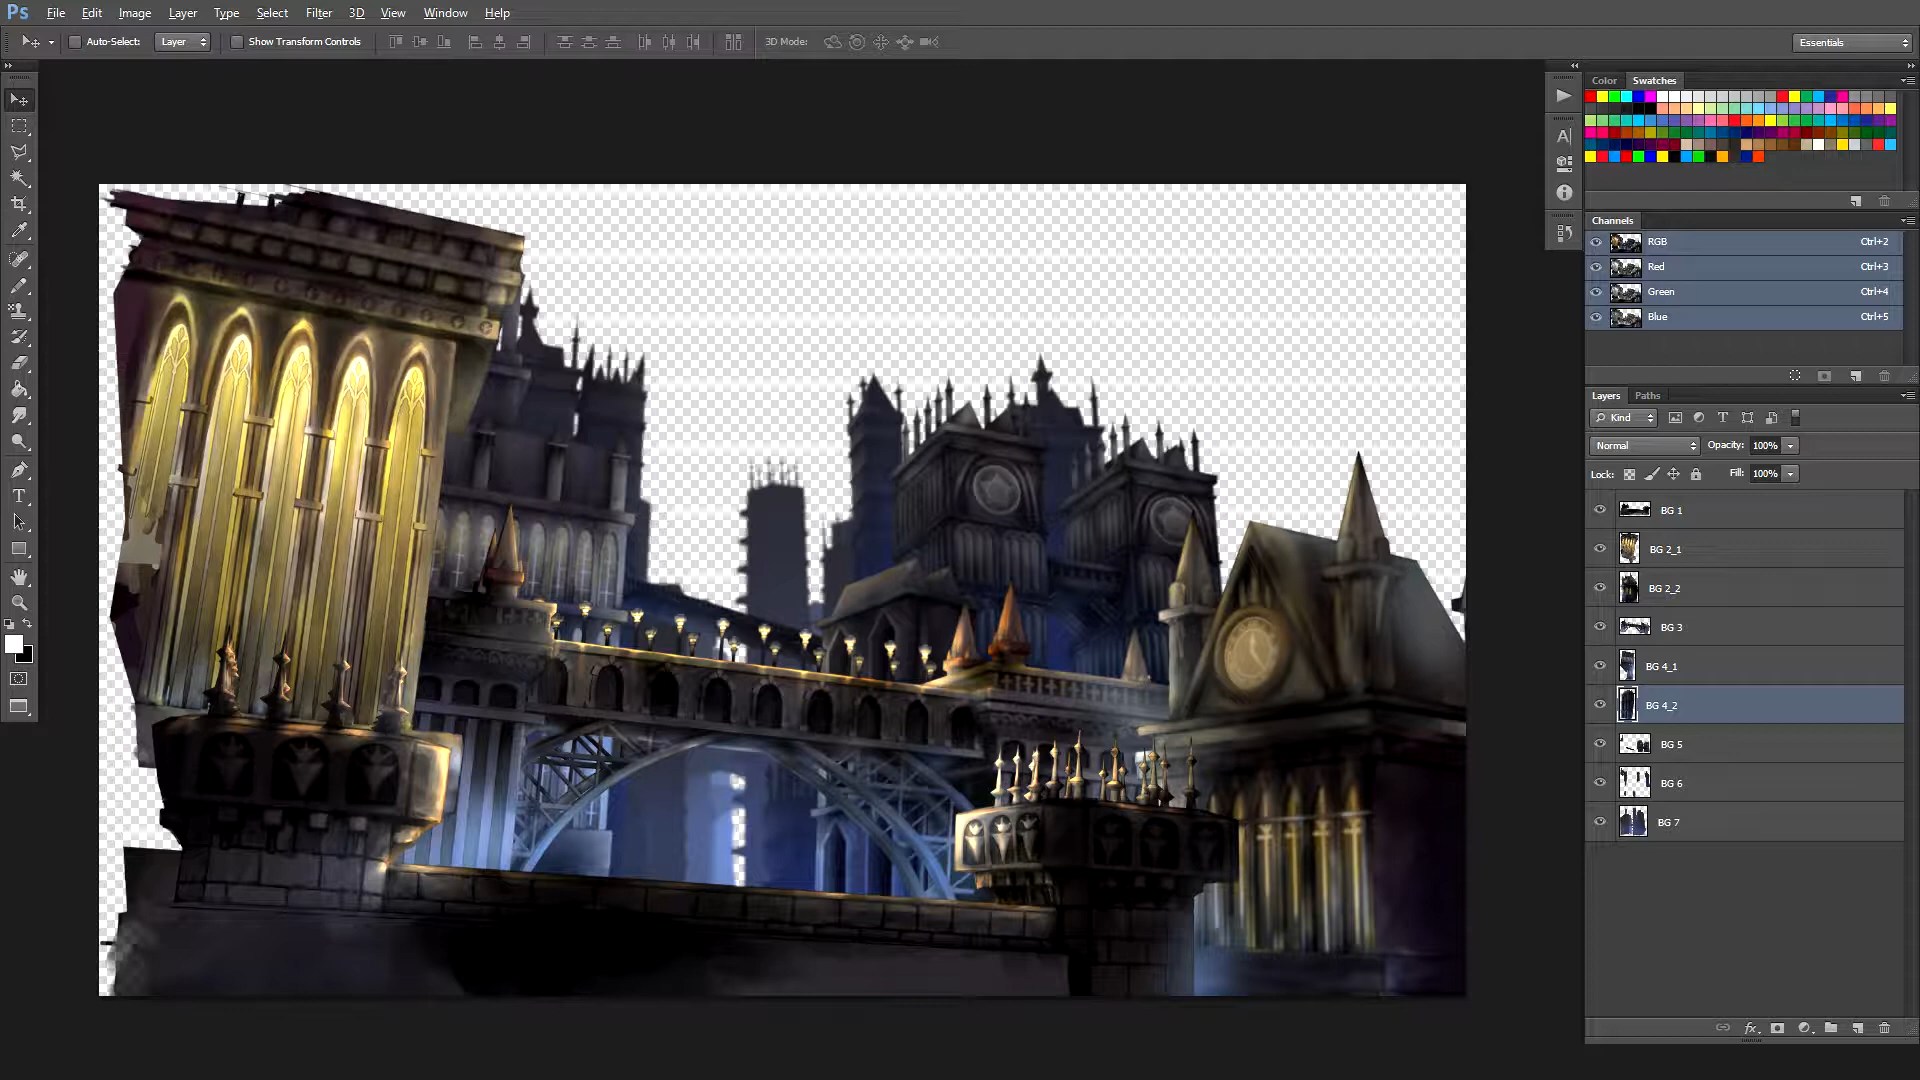 Ps File Edit Image Layer Type Select Filter 3D View Window Help
Auto-Select: Layer Show Transform Controls 3D Mode: Essentials
Color Swatches
Channels
RGB Ctrl+2
Red Ctrl+3
Green Ctrl+4
Blue Ctrl+5
Layers Paths
Kind
Normal Opacity: 100%
Lock: Fill: 100%
BG 1
BG 2_1
BG 2_2
BG 3
BG 4_1
BG 4_2
BG 5
BG 6
BG 7
fx